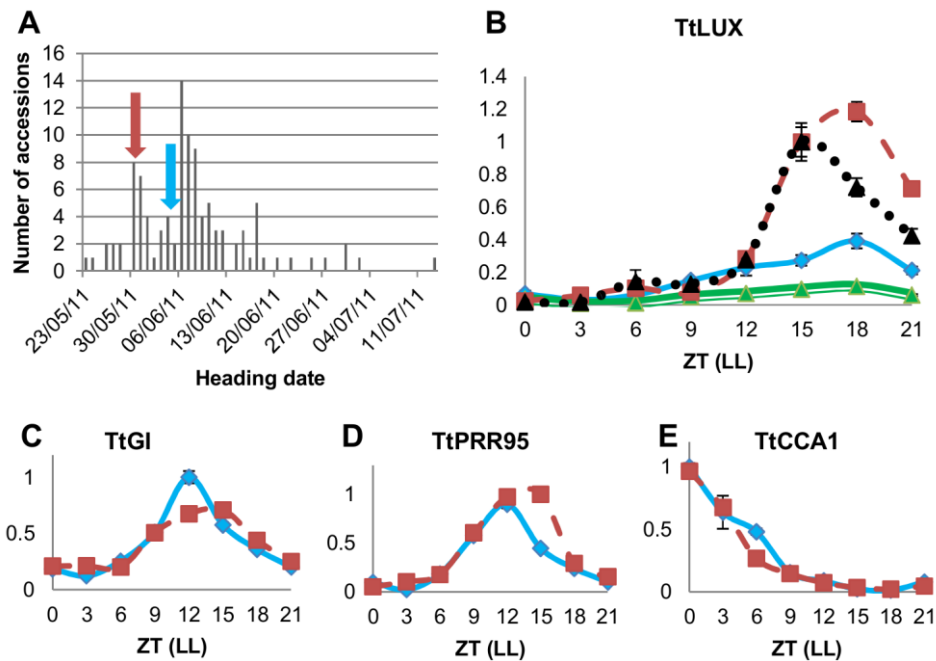 A
Number of accessions
16
14
12
10
8
6
4
2
0
23/05/11
30/05/11
06/06/11
13/06/11
20/06/11
27/06/11
04/07/11
11/07/11
Heading date
B
TtLUX
1.4
1.2
1
0.8
0.6
0.4
0.2
0
0 3 6 9 12 15 18 21
ZT (LL)
C
TtGI
1
0.5
0
0 3 6 9 12 15 18 21
ZT (LL)
D
TtPRR95
1
0.5
0
0 3 6 9 12 15 18 21
ZT (LL)
E
TtCCA1
1
0.5
0
0 3 6 9 12 15 18 21
ZT (LL)